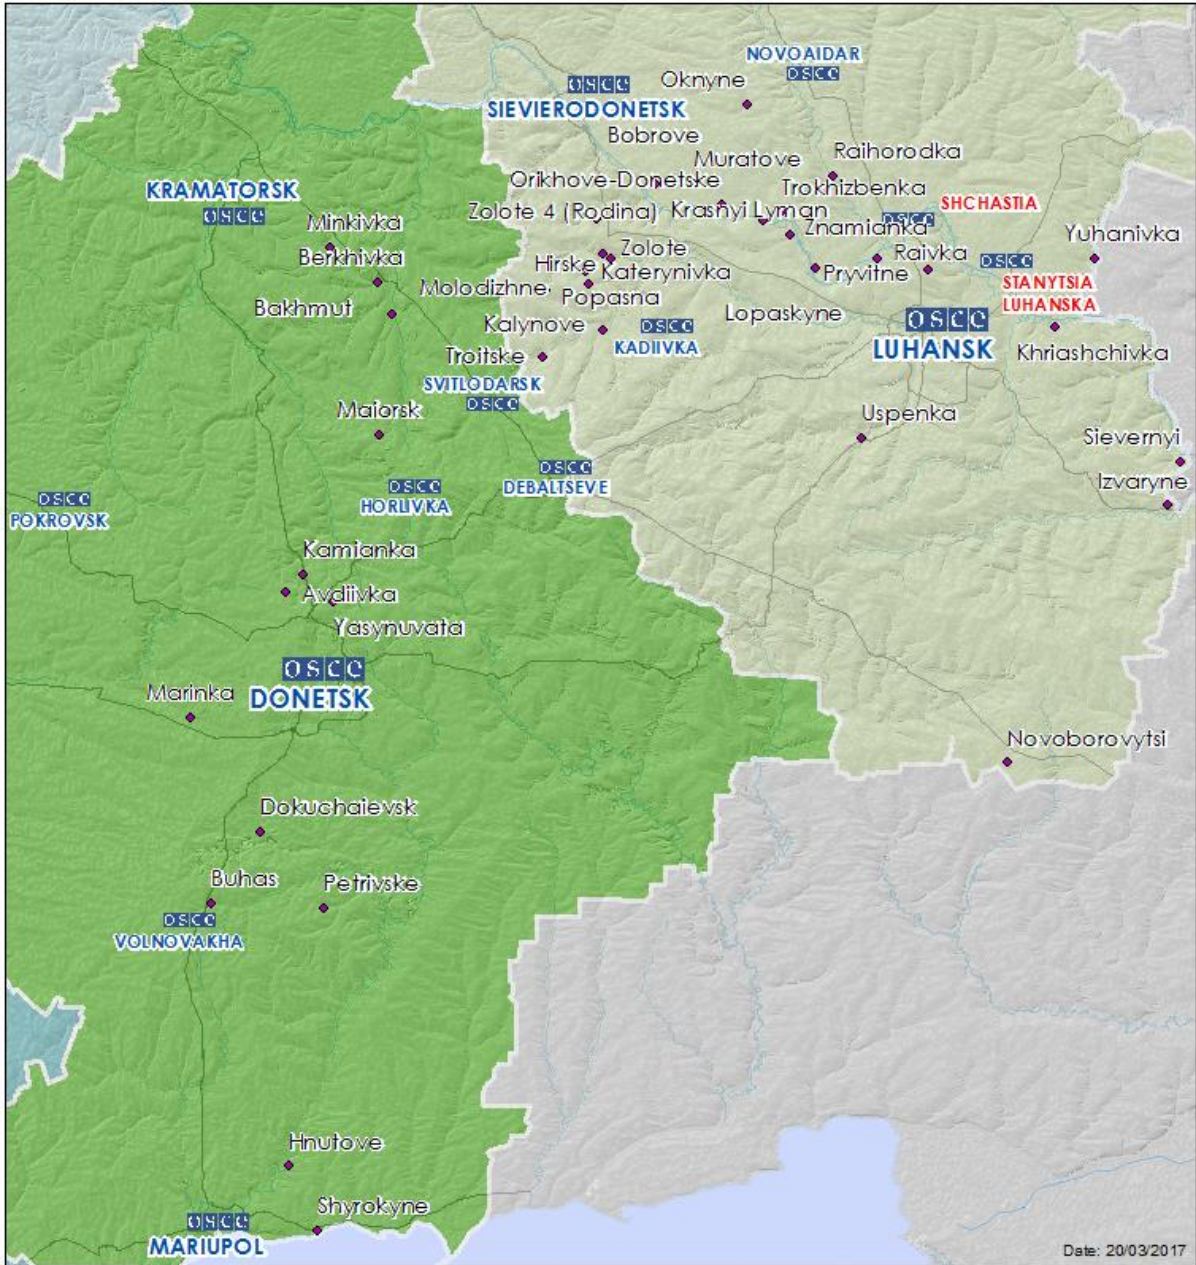 NOVOAIDAR
OSCE
Oknyne
OSCE
SIEVIERODONETSK
Bobrove
Muratove
Raihorodka
Orikhove-Donetske
Trokhizbenka
KRAMATORSK
OSCE
SHCHASTIA
OSCE
Zolote 4 (Rodina)
Krasnyi Lyman
Znamianka
Minkivka
Yuhanivka
Zolote
Raivka
Berkhivka
Hirske
Katerynivka
Pryvitne
OSCE
STANYTSIA
LUHANSKA
Molodizhne
Popasna
Bakhmut
Lopaskyne
OSCE
LUHANSK
Kalynove
OSCE
KADIIVKA
Khriashchivka
Troitske
SVITLODARSK
OSCE
Maiorsk
Uspenka
Sievernyi
OSCE
DEBALTSEVE
Izvaryne
OSCE
HORLIVKA
OSCE
POKROVSK
Kamianka
Avdiivka
Yasynuvata
OSCE
DONETSK
Marinka
Novoborovytsi
Dokuchaievsk
Buhas
Petrivske
OSCE
VOLNOVAKHA
Hnutove
Shyrokyne
OSCE
MARIUPOL
Date: 20/03/2017